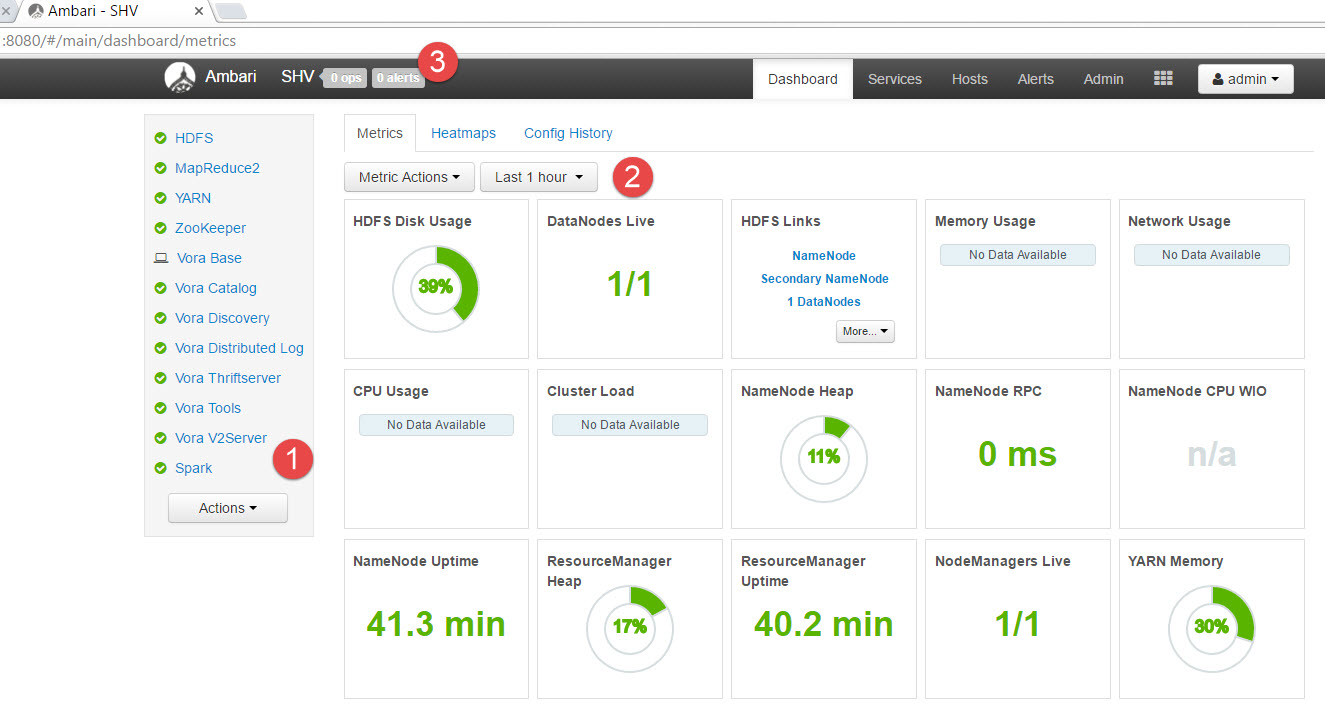 Ambari - SHV
:8080/#/main/dashboard/metrics
Ambari SHV 0 ops 0 alerts 3 Dashboard Services Hosts Alerts Admin admin
HDFS
MapReduce2
YARN
ZooKeeper
Vora Base
Vora Catalog
Vora Discovery
Vora Distributed Log
Vora Thriftserver
Vora Tools
Vora V2Server
Spark
1
Actions
Metrics Heatmaps Config History
Metric Actions Last 1 hour 2
HDFS Disk Usage
39%
DataNodes Live
1/1
HDFS Links
NameNode
Secondary NameNode
1 DataNodes
More...
Memory Usage
No Data Available
Network Usage
No Data Available
CPU Usage
No Data Available
Cluster Load
No Data Available
NameNode Heap
11%
NameNode RPC
0 ms
NameNode CPU WIO
n/a
NameNode Uptime
41.3 min
ResourceManager
Heap
17%
ResourceManager
Uptime
40.2 min
NodeManagers Live
1/1
YARN Memory
30%